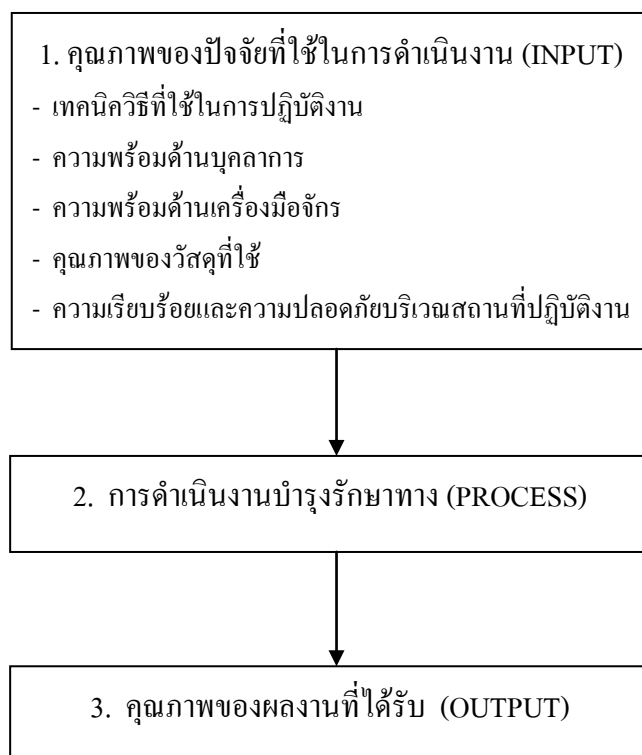 1. คุณภาพของปัจจัยที่ใช้ในการดำเนินงาน (INPUT)
- เทคนิควิธีที่ใช้ในการปฏิบัติงาน
- ความพร้อมด้านบุคลาการ
- ความพร้อมด้านเครื่องมือจักร
- คุณภาพของวัสดุที่ใช้
- ความเรียบร้อยและความปลอดภัยบริเวณสถานที่ปฏิบัติงาน
2. การดำเนินงานบำรุงรักษาทาง (PROCESS)
3. คุณภาพของผลงานที่ได้รับ (OUTPUT)